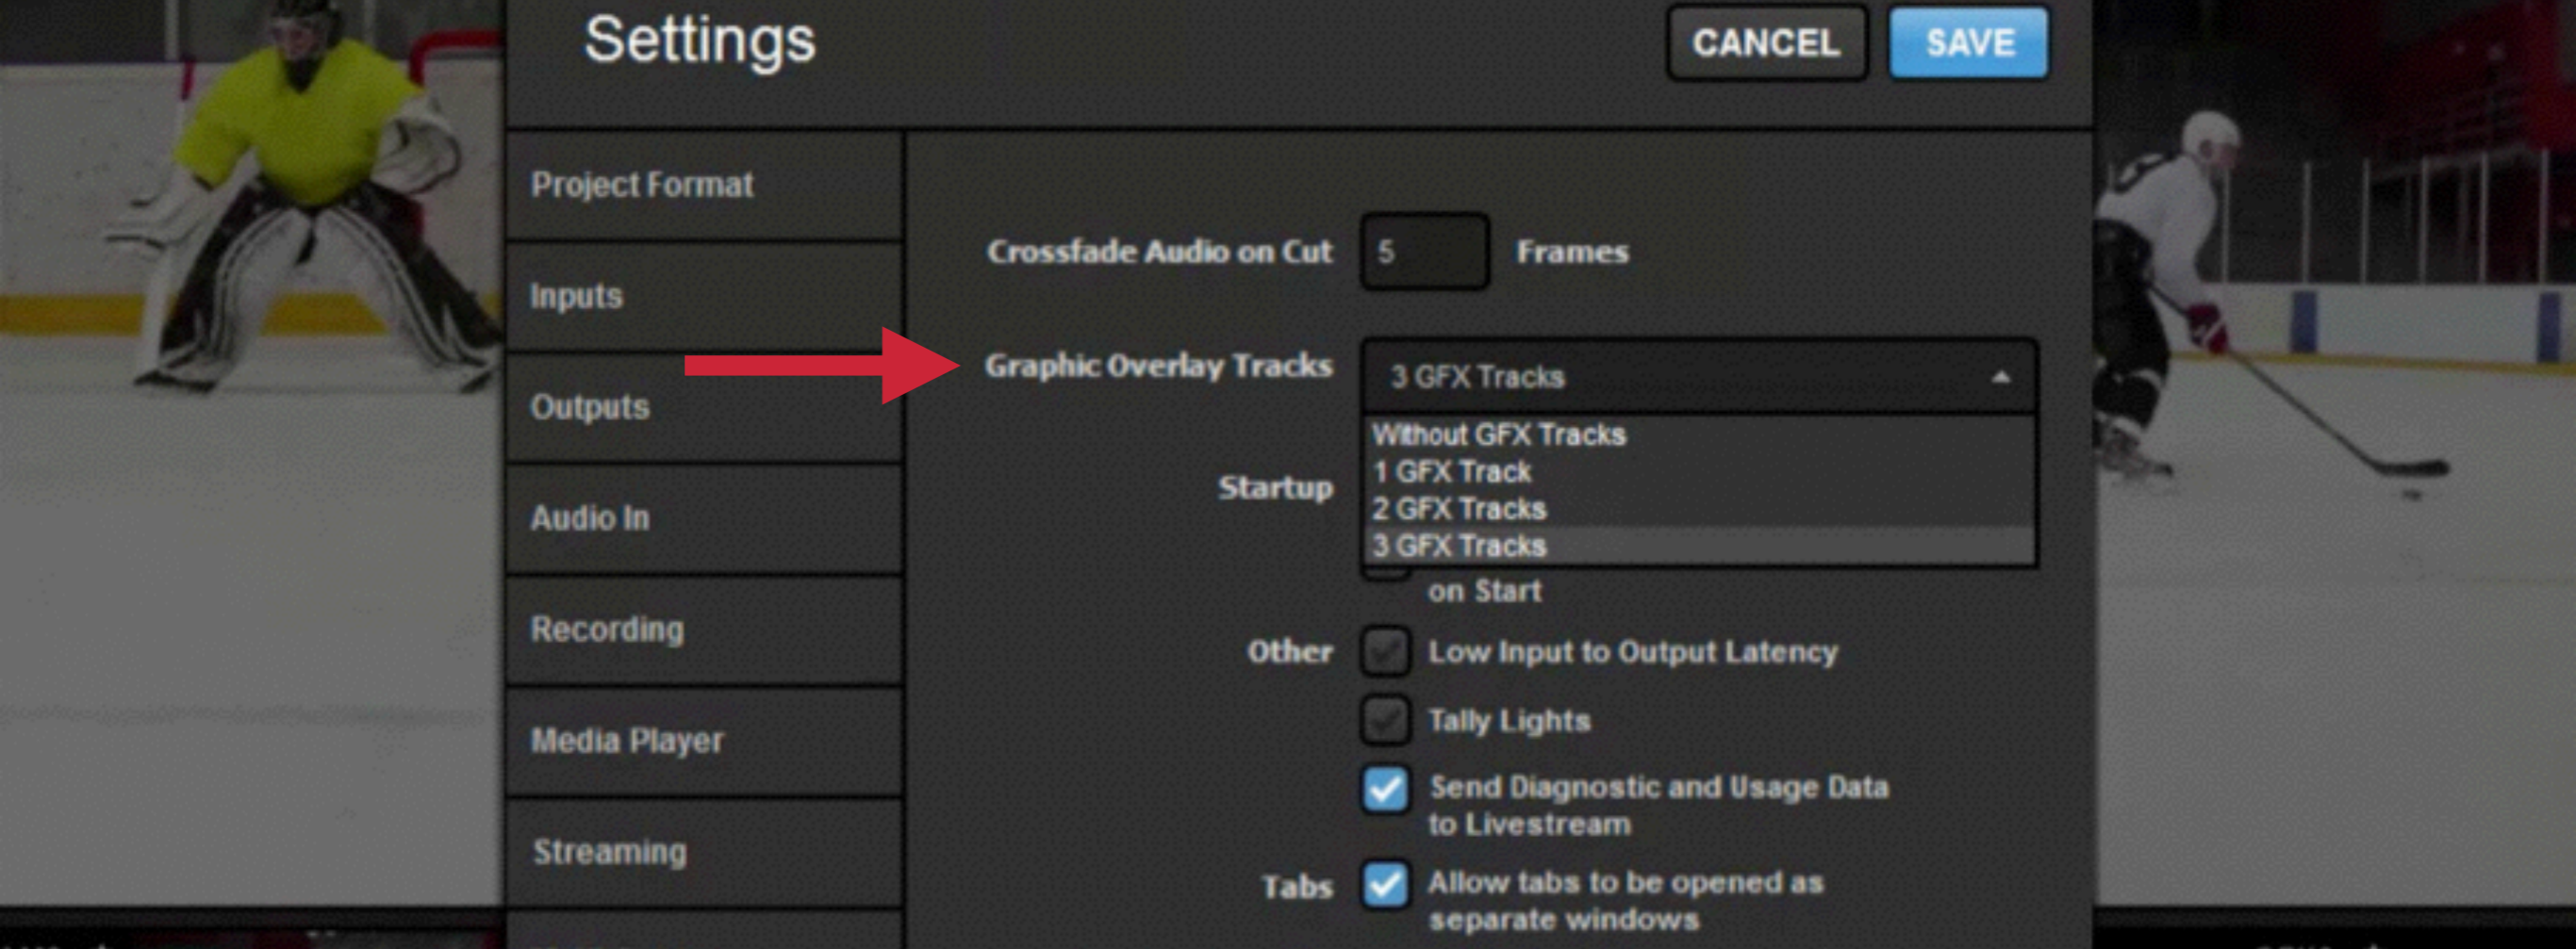 Settings
CANCEL
SAVE
Project Format
Inputs
Outputs
Audio In
Recording
Media Player
Streaming
Crossfade Audio on Cut 5 Frames
Graphic Overlay Tracks 3 GFX Tracks
Without GFX Tracks
1 GFX Track
2 GFX Tracks
3 GFX Tracks
Startup
on Start
Other Low Input to Output Latency
Tally Lights
Send Diagnostic and Usage Data
to Livestream
Tabs Allow tabs to be opened as
separate windows